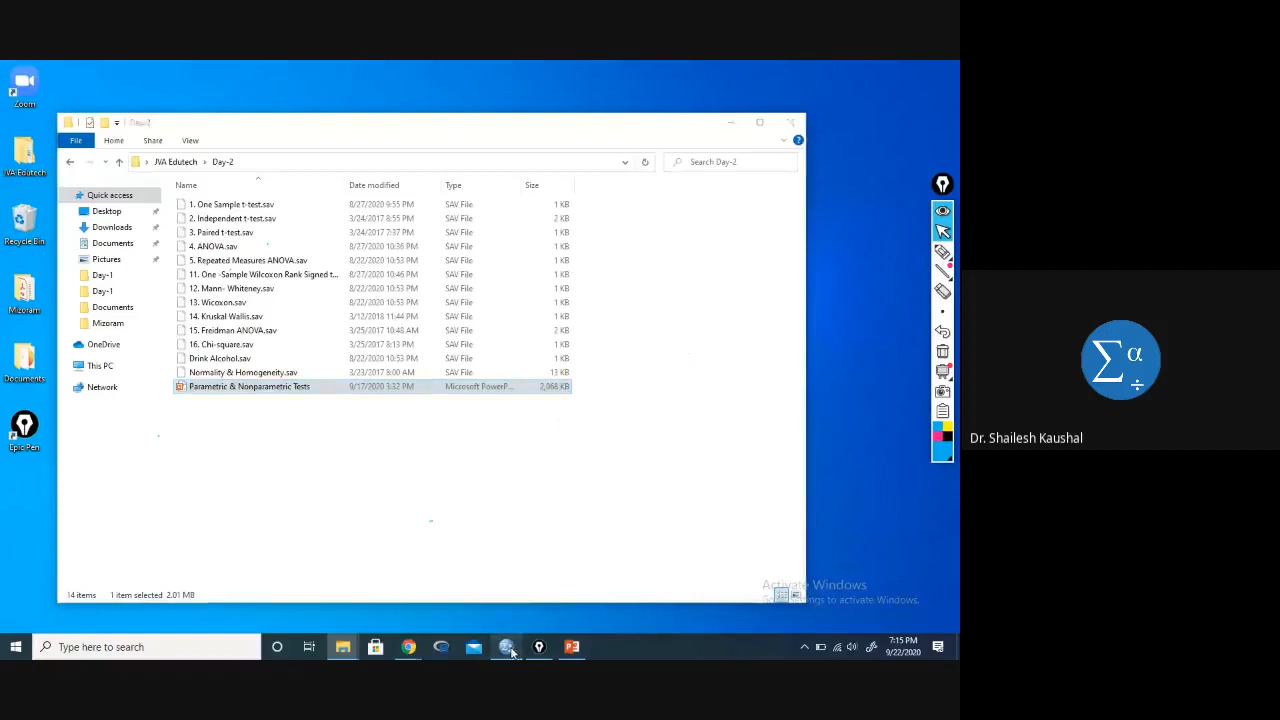 Zoom
JVA Edutech
Recycle Bin
Mizoram
Documents
Epic Pen
Day-2
File Home Share View
JVA Edutech Day-2
Search Day-2
Quick access
Desktop
Downloads
Documents
Pictures
Day-1
Day-1
Documents
Mizoram
OneDrive
This PC
Network
Name Date modified Type Size
1. One Sample t-test.sav 8/27/2020 9:55 PM SAV File 1 KB
2. Independent t-test.sav 3/24/2017 8:55 PM SAV File 2 KB
3. Paired t-test.sav 3/24/2017 7:37 PM SAV File 1 KB
4. ANOVA.sav 8/27/2020 10:36 PM SAV File 1 KB
5. Repeated Measures ANOVA.sav 8/22/2020 10:53 PM SAV File 1 KB
11. One -Sample Wilcoxon Rank Signed t... 8/27/2020 10:46 PM SAV File 1 KB
12. Mann- Whiteney.sav 8/22/2020 10:53 PM SAV File 1 KB
13. Wicoxon.sav 8/22/2020 10:53 PM SAV File 1 KB
14. Kruskal Wallis.sav 3/12/2018 11:44 PM SAV File 1 KB
15. Freidman ANOVA.sav 3/25/2017 10:48 AM SAV File 2 KB
16. Chi-square.sav 3/25/2017 8:13 PM SAV File 1 KB
Drink Alcohol.sav 8/22/2020 10:53 PM SAV File 1 KB
Normality & Homogeneity.sav 3/23/2017 8:00 AM SAV File 13 KB
Parametric & Nonparametric Tests 9/17/2020 3:32 PM Microsoft PowerP... 2,068 KB
14 items 1 item selected 2.01 MB
Activate Windows
Go to Settings to activate Windows.
Type here to search
7:15 PM
9/22/2020
Σ α ÷
Dr. Shailesh Kaushal